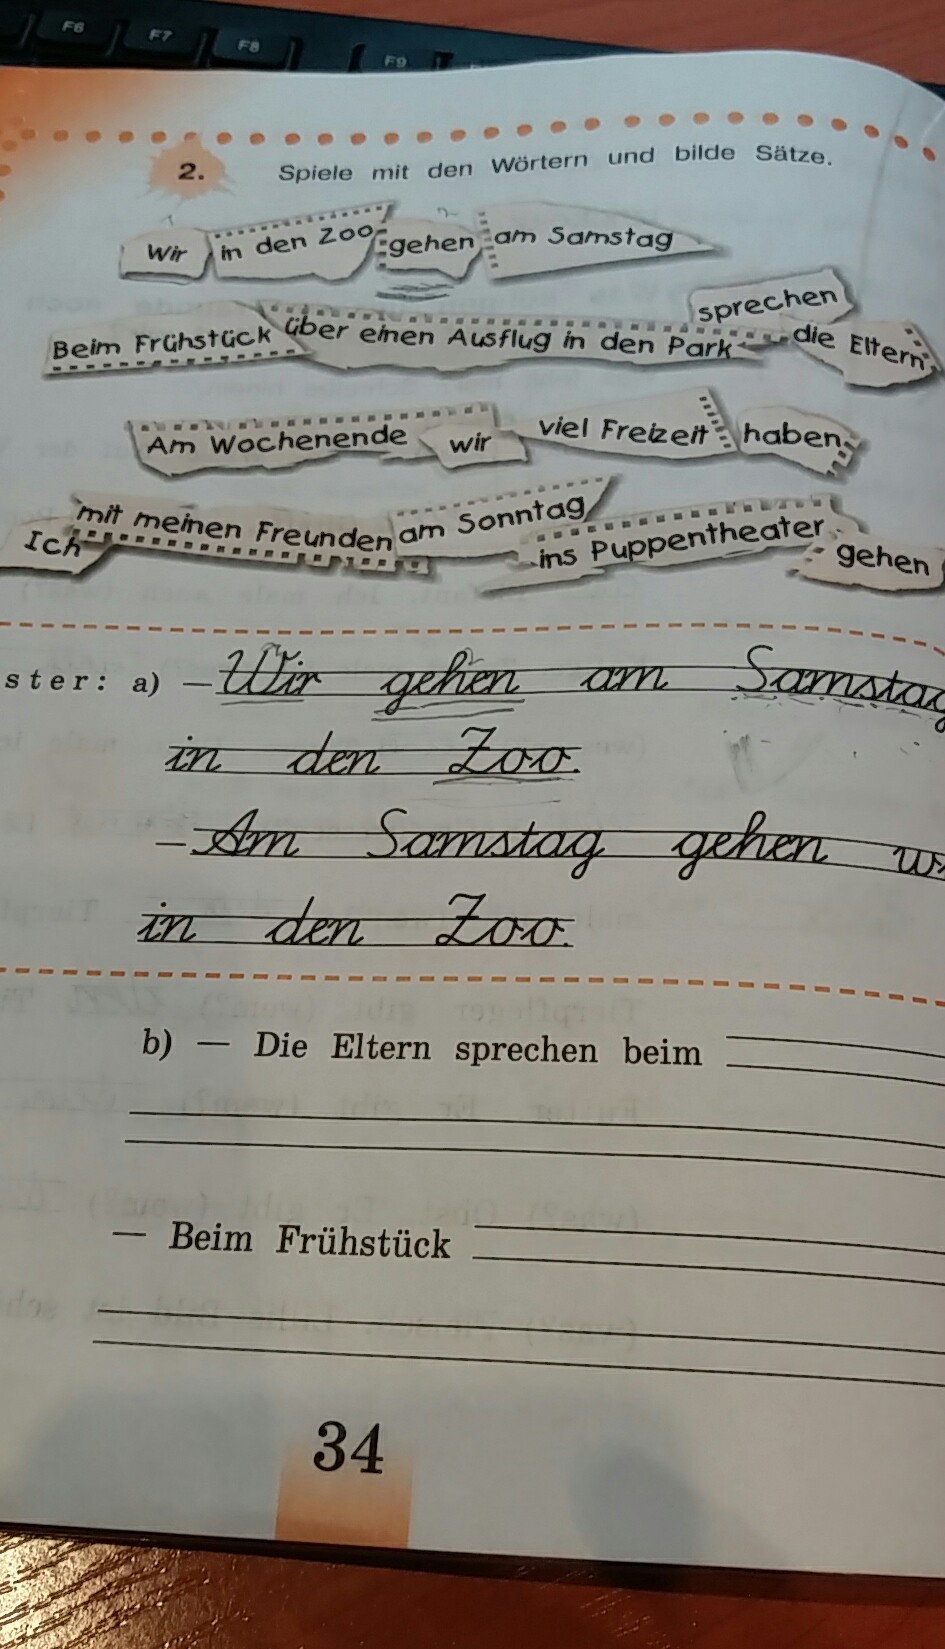 F6 F7 F8 F9
2. Spiele mit den Wörtern und bilde Sätze.
Wir in den Zoo gehen am Samstag
Beim Frühstück über einen Ausflug in den Park sprechen die Eltern
Am Wochenende wir viel Freizeit haben
Ich mit meinen Freunden am Sonntag ins Puppentheater gehen
ster: a) – Wir gehen am Samstag
in den Zoo.
– Am Samstag gehen
in den Zoo.
b) — Die Eltern sprechen beim
— Beim Frühstück
34